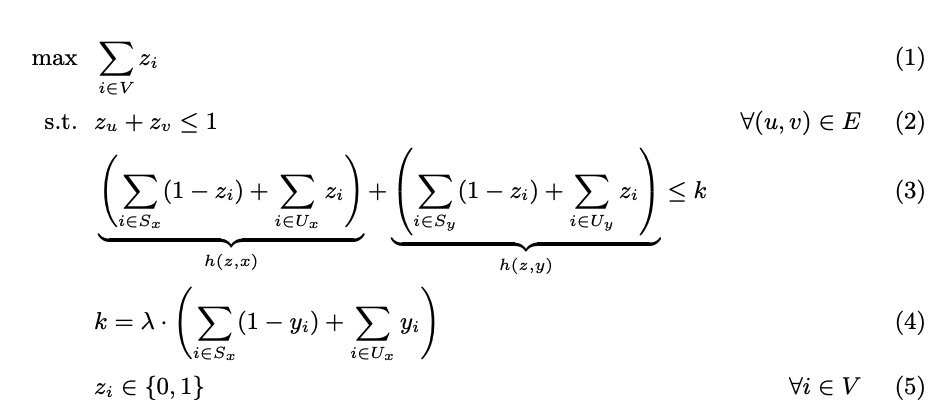 max ∑_{i∈V} z_i (1)
s.t. z_u + z_v ≤ 1 ∀(u, v) ∈ E (2)
(∑_{i∈S_x} (1 − z_i) + ∑_{i∈U_x} z_i) + (∑_{i∈S_y} (1 − z_i) + ∑_{i∈U_y} z_i) ≤ k (3)
h(z,x) h(z,y)
k = λ · (∑_{i∈S_x} (1 − y_i) + ∑_{i∈U_x} y_i) (4)
z_i ∈ {0, 1} ∀i ∈ V (5)